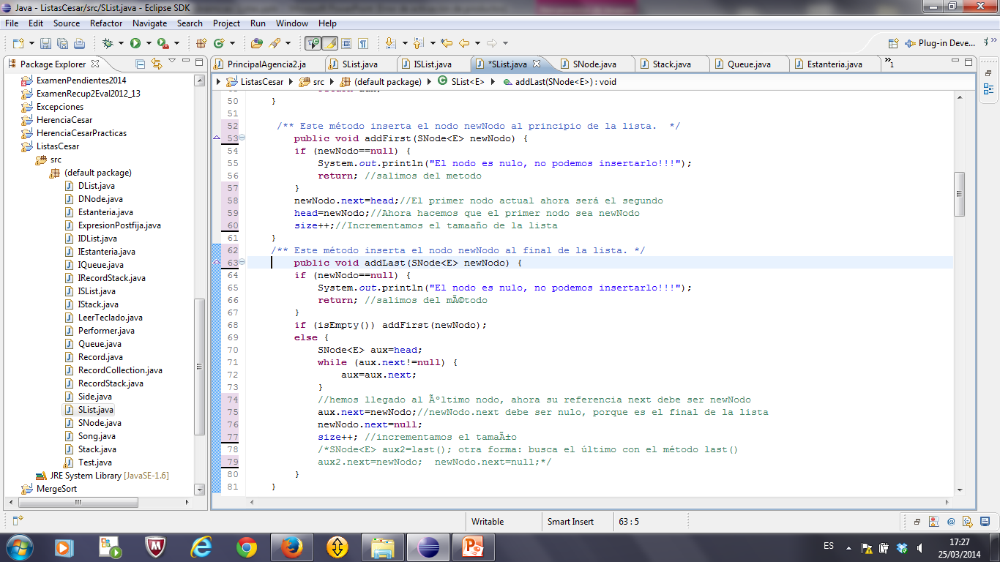 Java - ListasCesar/src/SList.java - Eclipse SDK
File Edit Source Refactor Navigate Search Project Run Window Help
Plug-in Deve...
Package Explorer
ExamenPendientes2014
ExamenRecup2Eval2012_13
Excepciones
HerenciaCesar
HerenciaCesarPracticas
ListasCesar
src
(default package)
DList.java
DNode.java
Estanteria.java
ExpresionPostfija.java
IDList.java
IEstanteria.java
IQueue.java
IRecordStack.java
ISList.java
IStack.java
LeerTeclado.java
Performer.java
Queue.java
Record.java
RecordCollection.java
RecordStack.java
Side.java
SList.java
SNode.java
Song.java
Stack.java
Test.java
JRE System Library [JavaSE-1.6]
MergeSort
PrincipalAgencia2.ja SList.java ISList.java *SList.java SNode.java Stack.java Queue.java Estanteria.java »1
ListasCesar src (default package) SList<E> addLast(SNode<E>) : void
50 }
51
52 /** Este método inserta el nodo newNodo al principio de la lista.  */
53 public void addFirst(SNode<E> newNodo) {
54 if (newNodo==null) {
55 System.out.println("El nodo es nulo, no podemos insertarlo!!!");
56 return; //salimos del metodo
57 }
58 newNodo.next=head;//El primer nodo actual ahora será el segundo
59 head=newNodo;//Ahora hacemos que el primer nodo sea newNodo
60 size++;//Incrementamos el tamaaño de la lista
61 }
62 /** Este método inserta el nodo newNodo al final de la lista. */
63 public void addLast(SNode<E> newNodo) {
64 if (newNodo==null) {
65 System.out.println("El nodo es nulo, no podemos insertarlo!!!");
66 return; //salimos del mÃ©todo
67 }
68 if (isEmpty()) addFirst(newNodo);
69 else {
70 SNode<E> aux=head;
71 while (aux.next!=null) {
72 aux=aux.next;
73 }
74 //hemos llegado al Ãºltimo nodo, ahora su referencia next debe ser newNodo
75 aux.next=newNodo;//newNodo.next debe ser nulo, porque es el final de la lista
76 newNodo.next=null;
77 size++; //incrementamos el tamaÃ±o
78 /*SNode<E> aux2=last(); otra forma: busca el último con el método last()
79 aux2.next=newNodo;  newNodo.next=null;*/
80 }
81 }
Writable Smart Insert 63 : 5
ES 17:27
25/03/2014